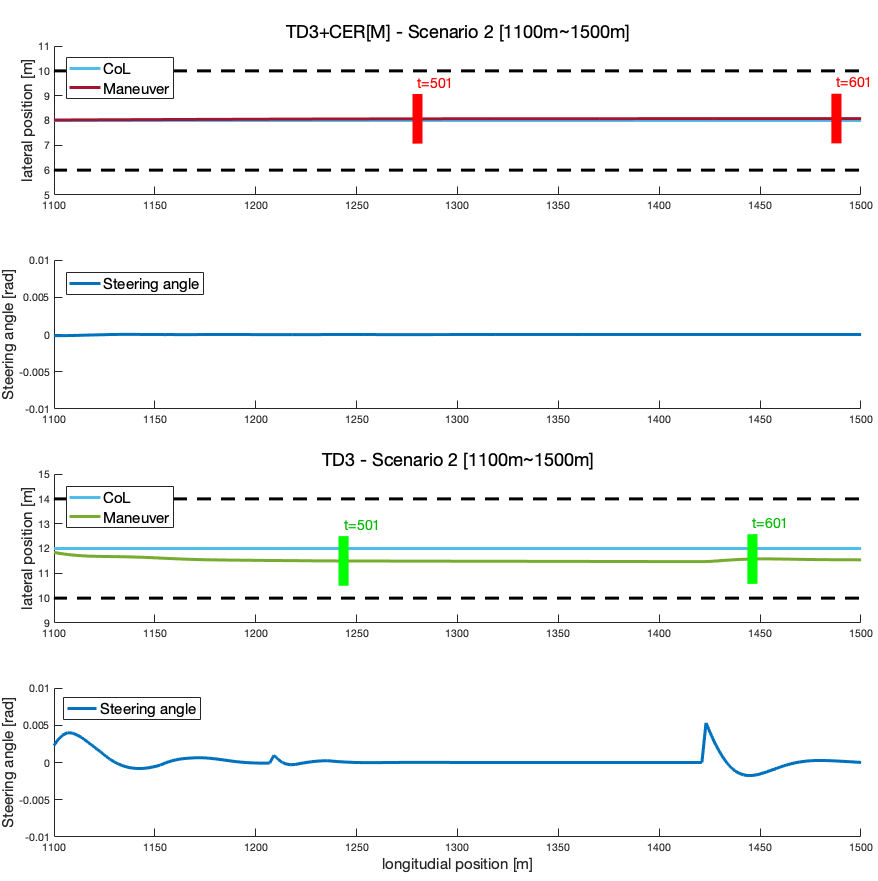 TD3+CER[M] - Scenario 2 [1100m~1500m]
11
10
9
8
7
6
5
lateral position [m]
CoL
Maneuver
t=501
t=601
1100 1150 1200 1250 1300 1350 1400 1450 1500
0.01
0.005
0
-0.005
-0.01
Steering angle [rad]
Steering angle
1100 1150 1200 1250 1300 1350 1400 1450 1500
TD3 - Scenario 2 [1100m~1500m]
15
14
13
12
11
10
9
lateral position [m]
CoL
Maneuver
t=501
t=601
1100 1150 1200 1250 1300 1350 1400 1450 1500
0.01
0.005
0
-0.005
-0.01
Steering angle [rad]
Steering angle
1100 1150 1200 1250 1300 1350 1400 1450 1500
longitudial position [m]